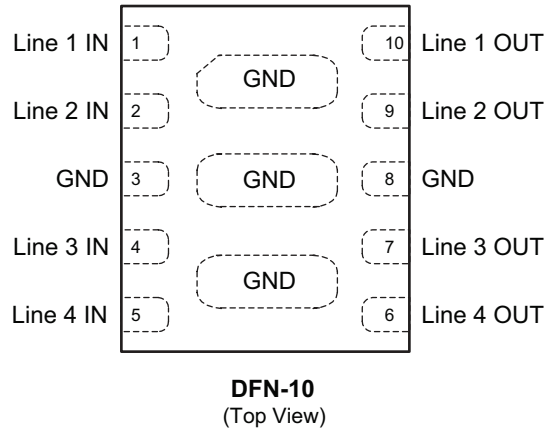 Line 1 IN 1 10 Line 1 OUT
GND
Line 2 IN 2 9 Line 2 OUT
GND 3 GND 8 GND
Line 3 IN 4 7 Line 3 OUT
GND
Line 4 IN 5 6 Line 4 OUT
DFN-10
(Top View)